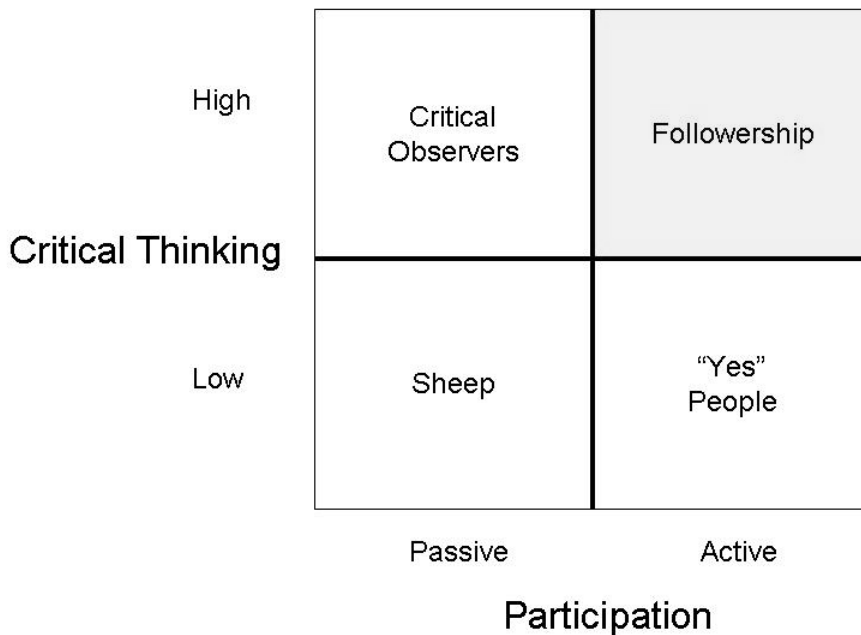 High
Critical
Observers
Followership
Critical Thinking
Low
Sheep
“Yes”
People
Passive
Active
Participation